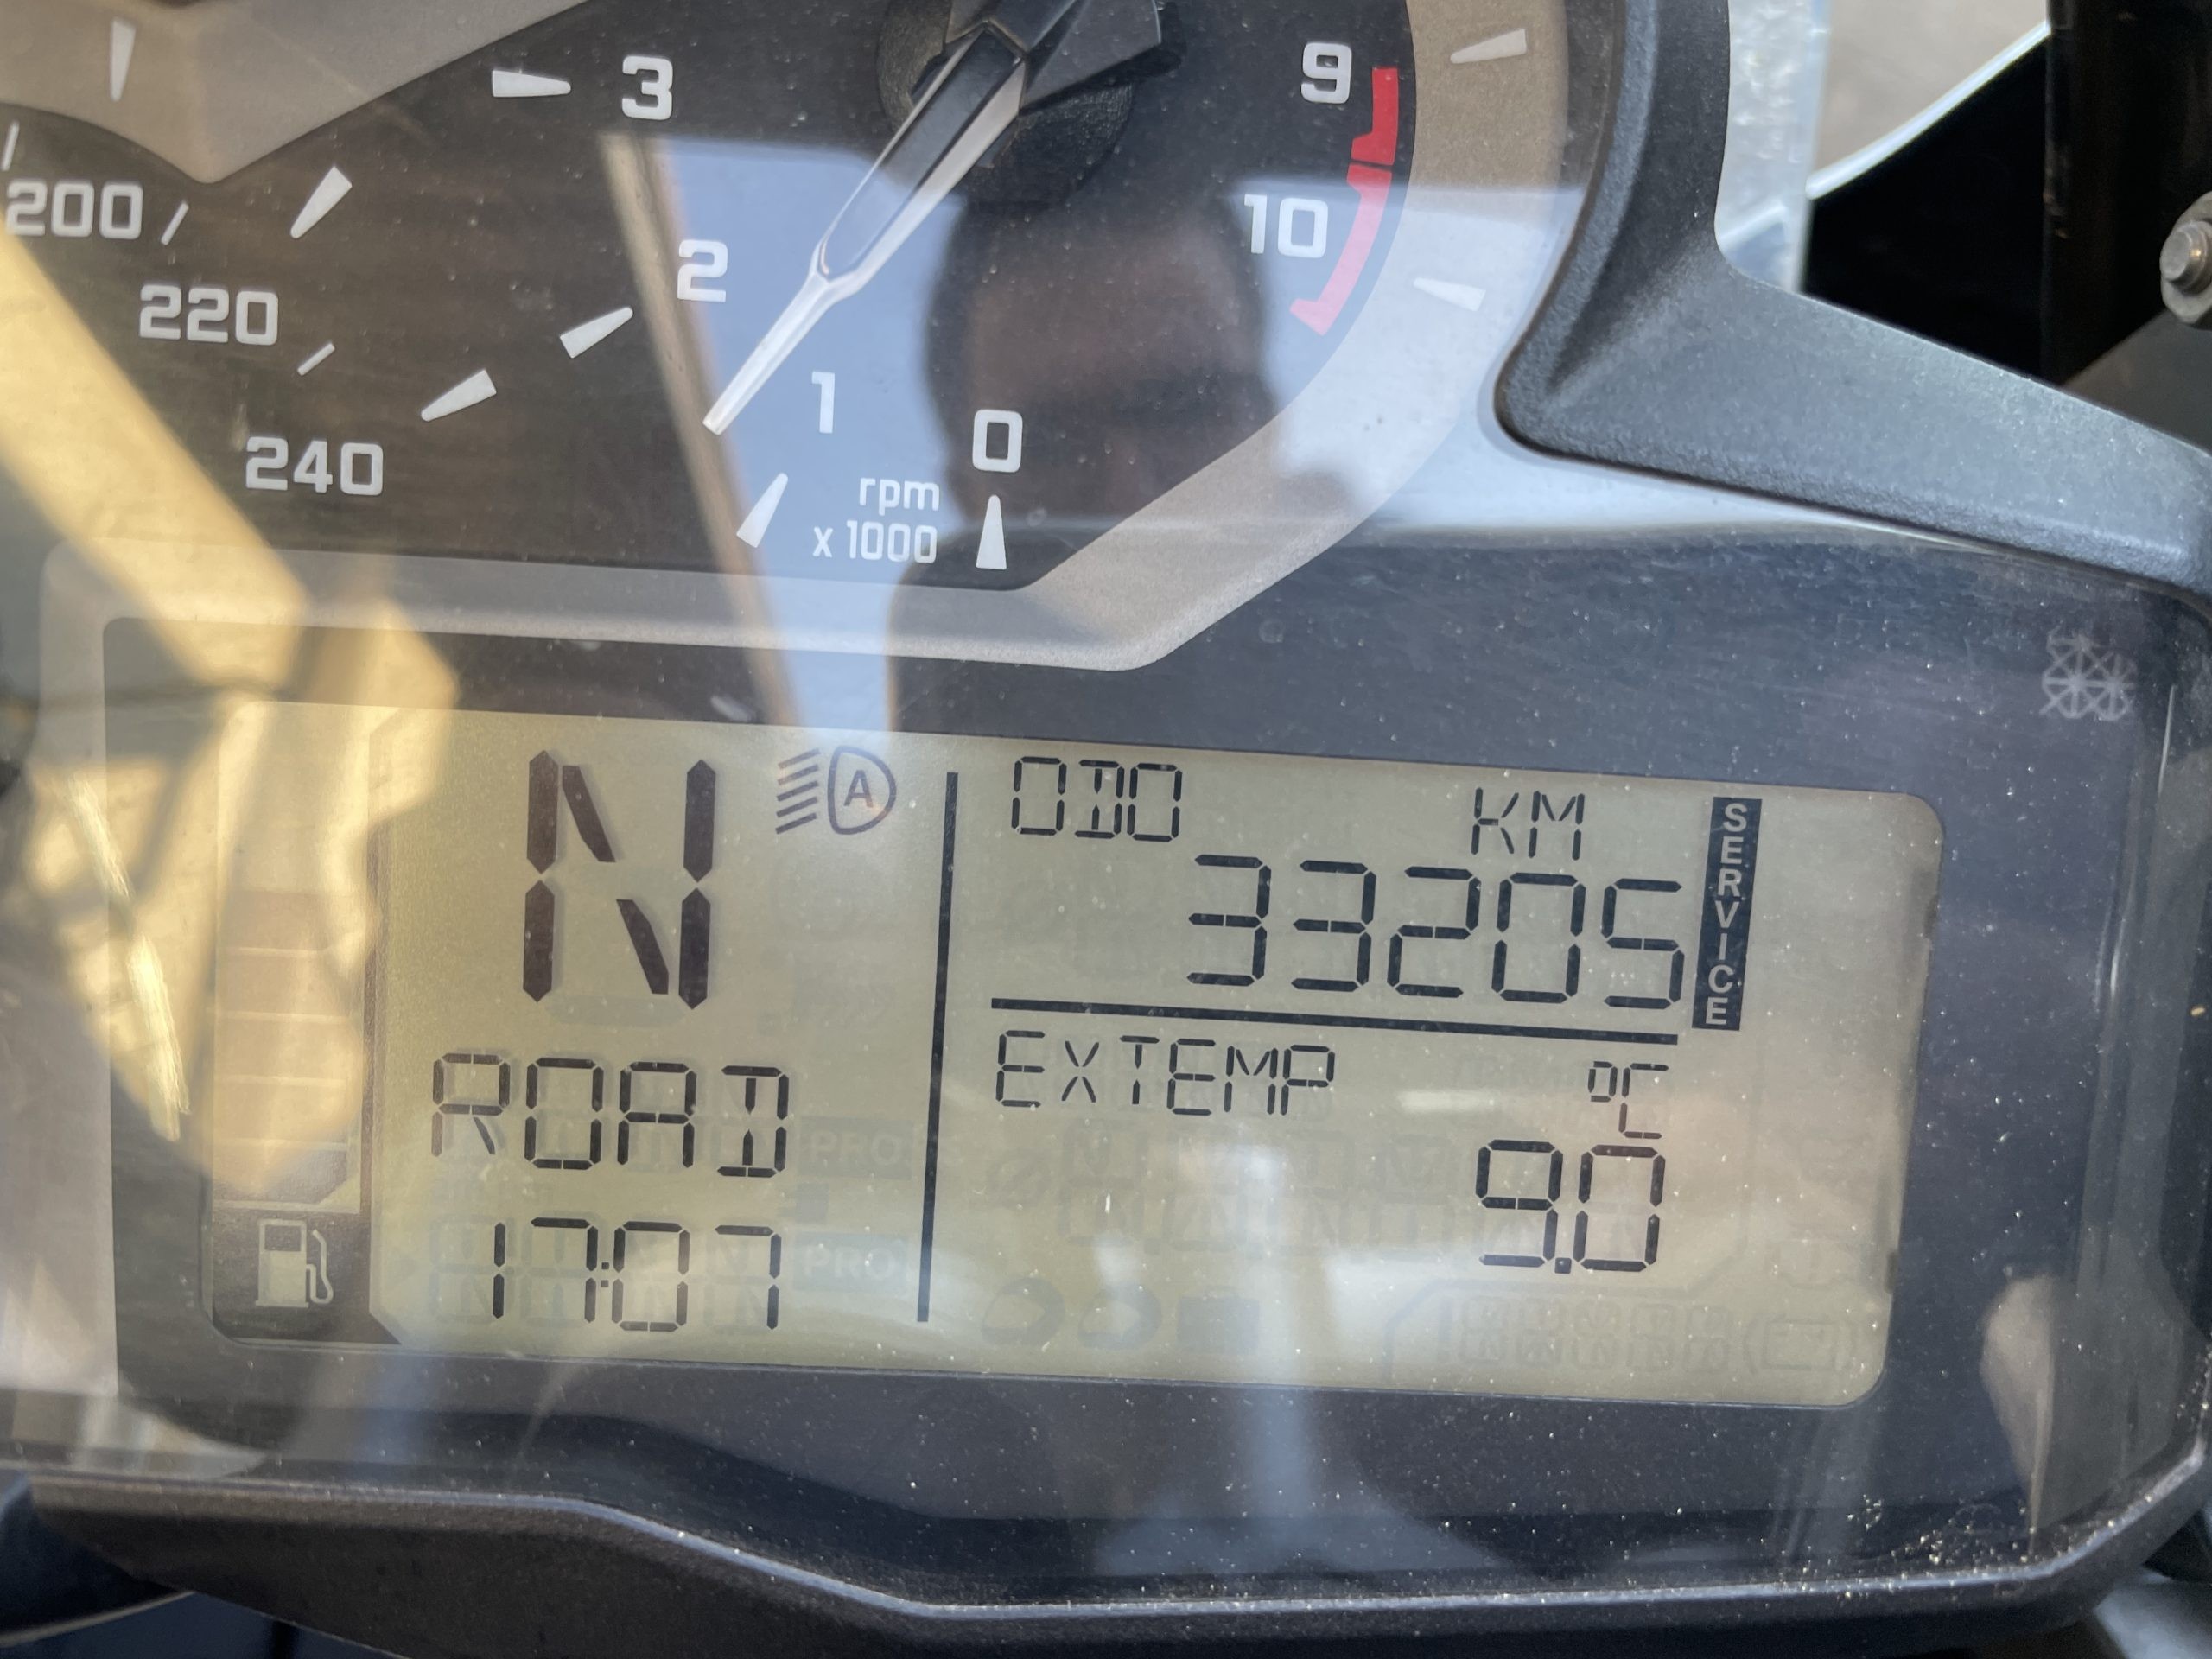 3
2
1
0
rpm
x 1000
9
10
200
220
240
N
A
ROAD
17:07
ODO
KM
33205
SERVICE
EXTEMP
°C
9.0